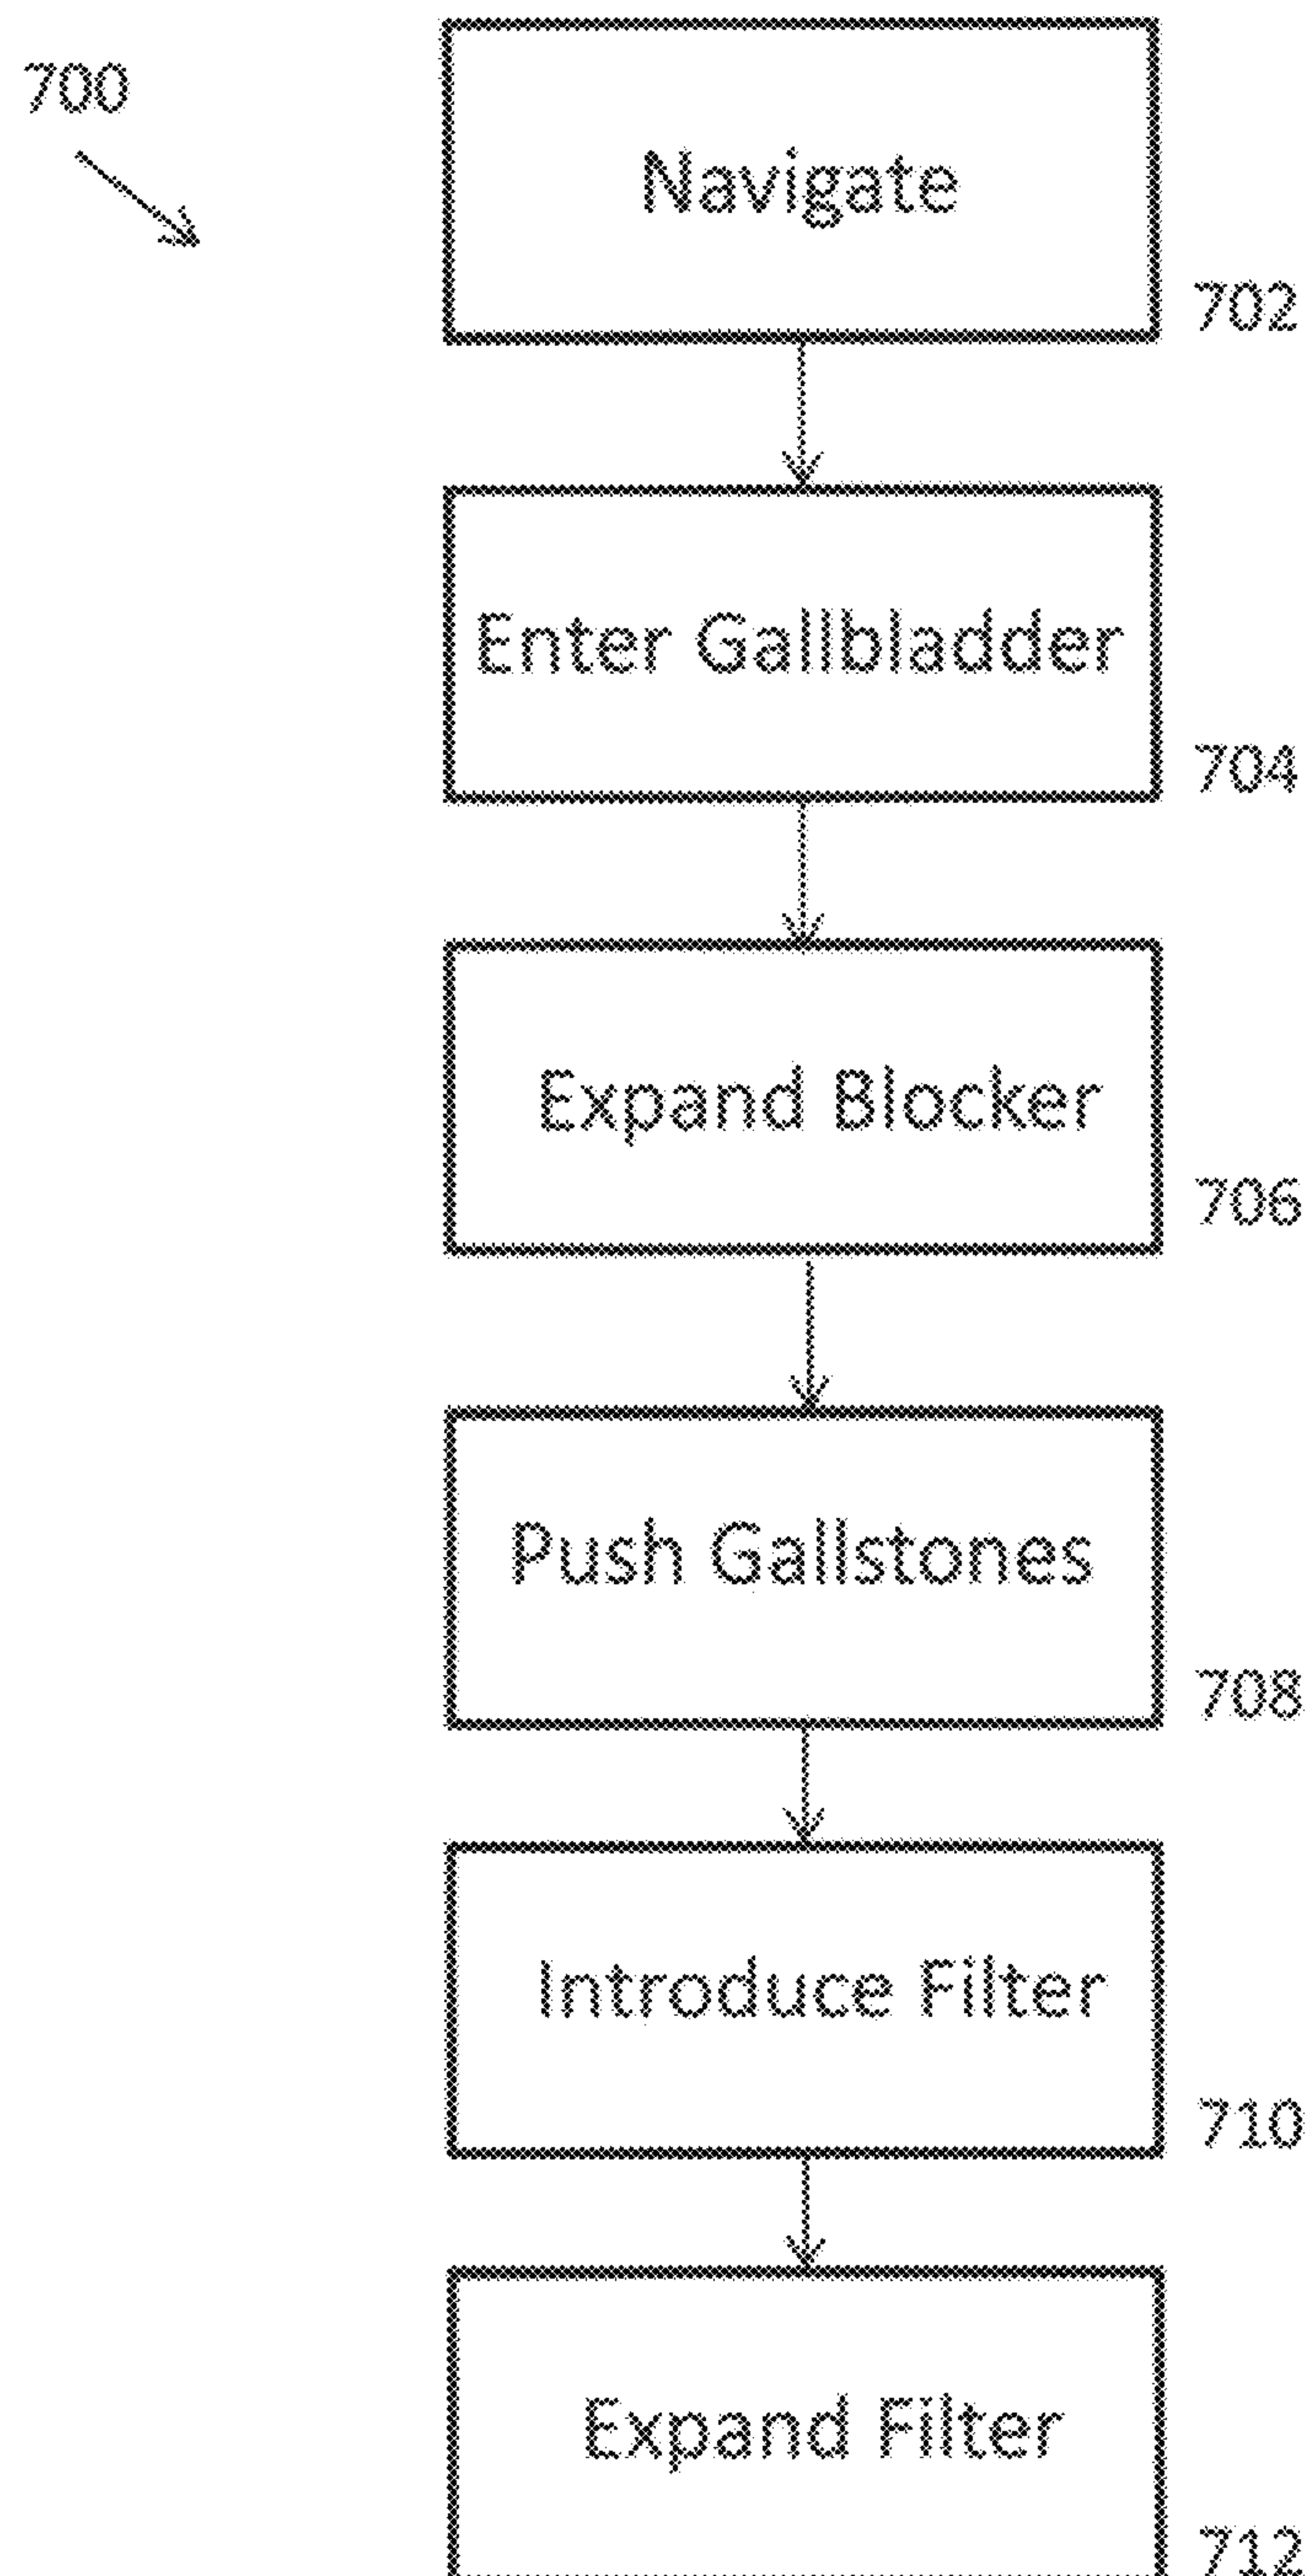 700
Navigate
702
Enter Gallbladder
704
Expand Blocker
706
Push Gallstones
708
Introduce Filter
710
Expand Filter
712